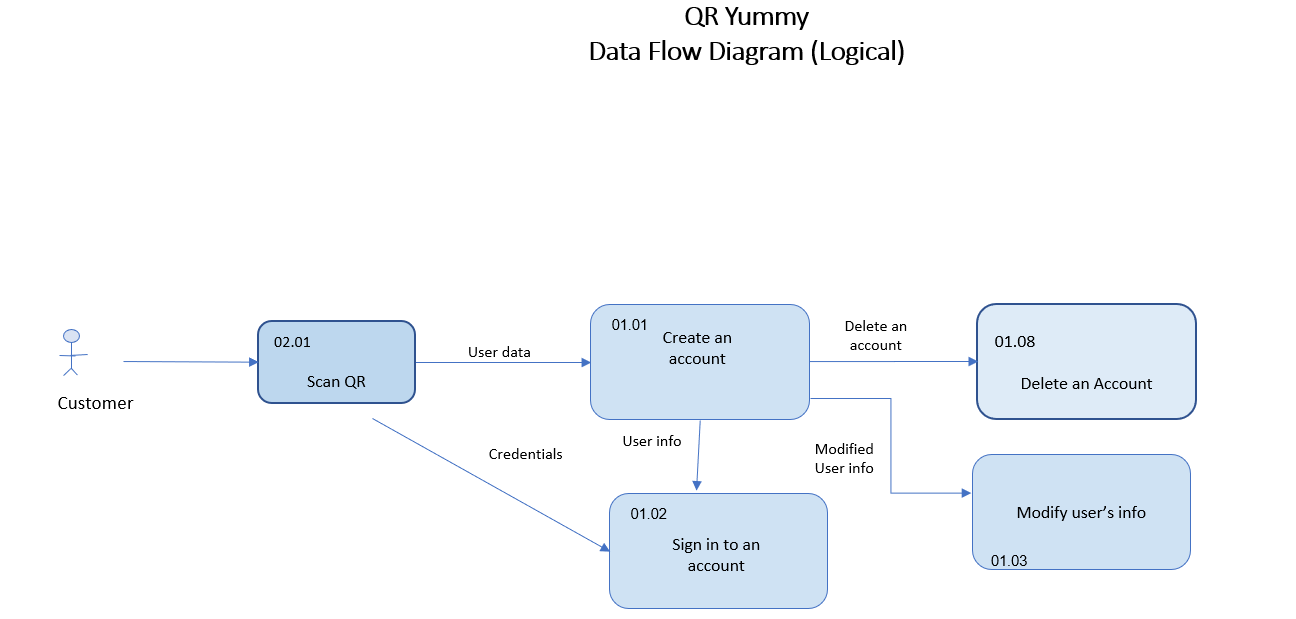 QR Yummy
Data Flow Diagram (Logical)
Customer
02.01
Scan QR
User data
Credentials
01.01
Create an
account
User info
01.02
Sign in to an
account
Delete an
account
Modified
User info
01.08
Delete an Account
Modify user’s info
01.03